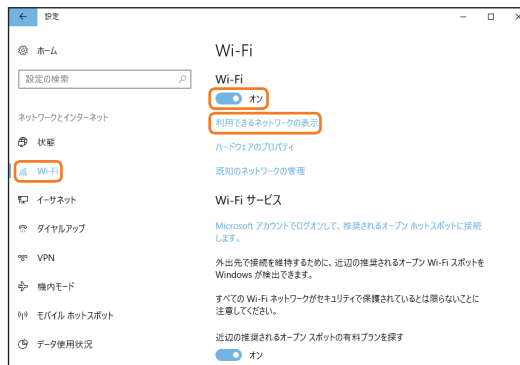 設定
ホーム
設定の検索
ネットワークとインターネット
状態
Wi-Fi
イーサネット
ダイヤルアップ
VPN
機内モード
モバイル ホットスポット
データ使用状況
Wi-Fi
Wi-Fi
オン
利用できるネットワークの表示
ハードウェアのプロパティ
既知のネットワークの管理
Wi-Fi サービス
Microsoft アカウントでログオンして、推奨されるオープン ホットスポットに接続
します。
外出先で接続を維持するために、近辺の推奨されるオープン Wi-Fi スポットを
Windows が検出できます。
すべての Wi-Fi ネットワークがセキュリティで保護されているとは限らないことに
注意してください。
近辺の推奨されるオープン スポットの有料プランを探す
オン